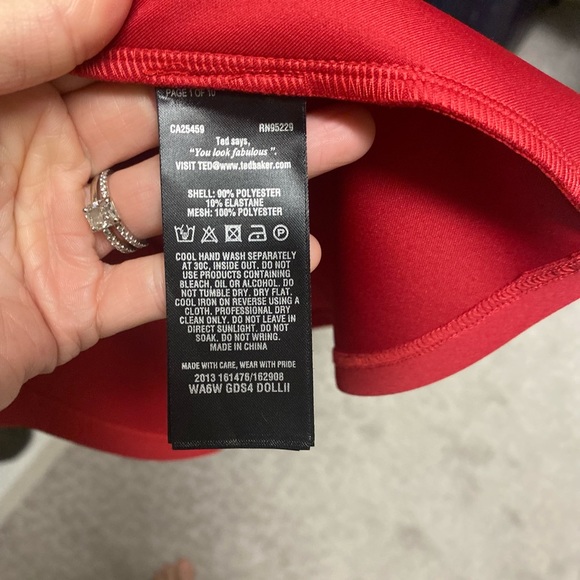 PAGE 1 OF 10
CA25459 RN95229
Ted says,
"You look fabulous".
VISIT TED@www.tedbaker.com
SHELL: 90% POLYESTER
10% ELASTANE
MESH: 100% POLYESTER
P
COOL HAND WASH SEPARATELY
AT 30C, INSIDE OUT. DO NOT
USE PRODUCTS CONTAINING
BLEACH, OIL OR ALCOHOL. DO
NOT TUMBLE DRY. DRY FLAT.
COOL IRON ON REVERSE USING A
CLOTH. PROFESSIONAL DRY
CLEAN ONLY. DO NOT LEAVE IN
DIRECT SUNLIGHT. DO NOT
SOAK. DO NOT WRING.
MADE IN CHINA
MADE WITH CARE, WEAR WITH PRIDE
2013 161476/162908
WA6W GDS4 DOLLII